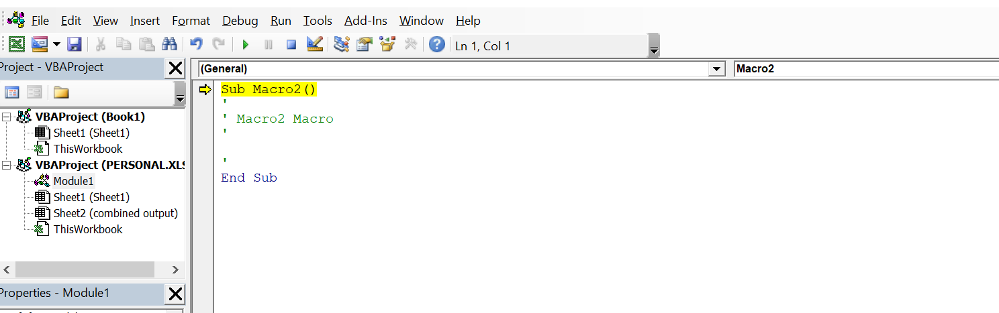 File Edit View Insert Format Debug Run Tools Add-Ins Window Help
Ln 1, Col 1
Project - VBAProject
VBAProject (Book1)
Sheet1 (Sheet1)
ThisWorkbook
VBAProject (PERSONAL.XLS
Module1
Sheet1 (Sheet1)
Sheet2 (combined output)
ThisWorkbook
Properties - Module1
(General) Macro2
Sub Macro2()
'
' Macro2 Macro
'
'
End Sub